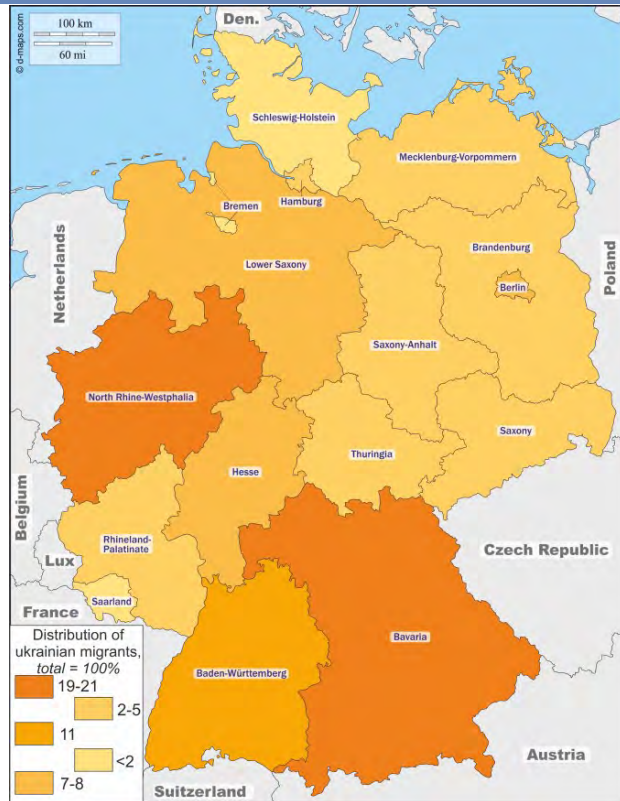 © d-maps.com
100 km
60 mi
Den.
Schleswig-Holstein
Mecklenburg-Vorpommern
Hamburg
Bremen
Netherlands
Lower Saxony
Brandenburg
Berlin
Poland
Saxony-Anhalt
North Rhine-Westphalia
Saxony
Thuringia
Hesse
Belgium
Rhineland-
Palatinate
Lux
Czech Republic
Saarland
France
Bavaria
Baden-Württemberg
Austria
Switzerland
Distribution of
ukrainian migrants,
total = 100%
19-21
2-5
11
<2
7-8